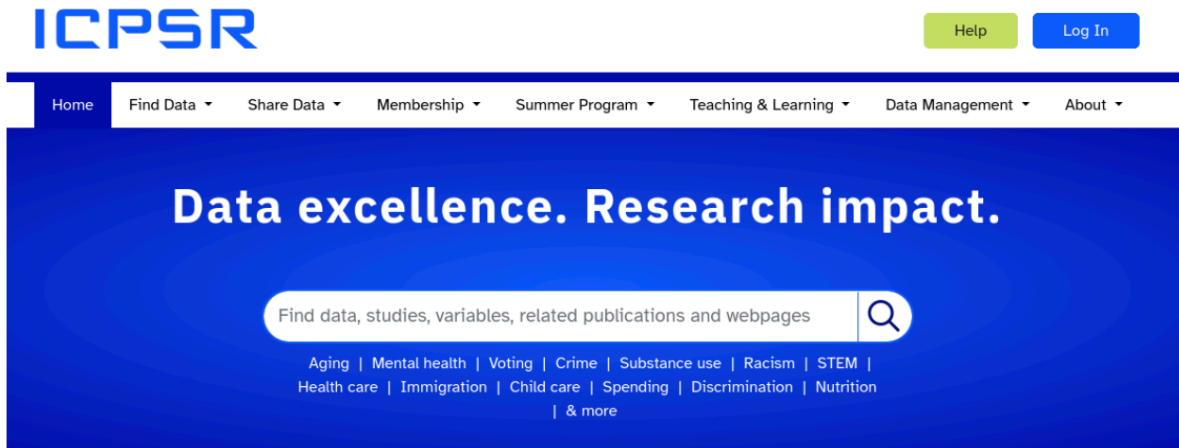 ICPSR
Help Log In
Home Find Data Share Data Membership Summer Program Teaching & Learning Data Management About
Data excellence. Research impact.
Find data, studies, variables, related publications and webpages
Aging | Mental health | Voting | Crime | Substance use | Racism | STEM |
Health care | Immigration | Child care | Spending | Discrimination | Nutrition
| & more